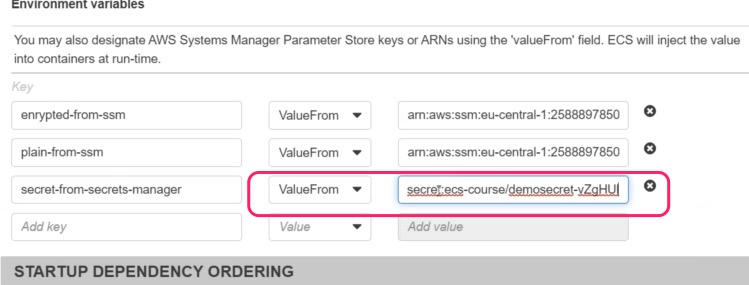 Environment variables
You may also designate AWS Systems Manager Parameter Store keys or ARNs using the 'valueFrom' field. ECS will inject the value
into containers at run-time.
Key
enrypted-from-ssm ValueFrom arn:aws:ssm:eu-central-1:2588897850
plain-from-ssm ValueFrom arn:aws:ssm:eu-central-1:2588897850
secret-from-secrets-manager ValueFrom secret:ecs-course/demosecret-vZgHUl
Add key Value Add value
STARTUP DEPENDENCY ORDERING